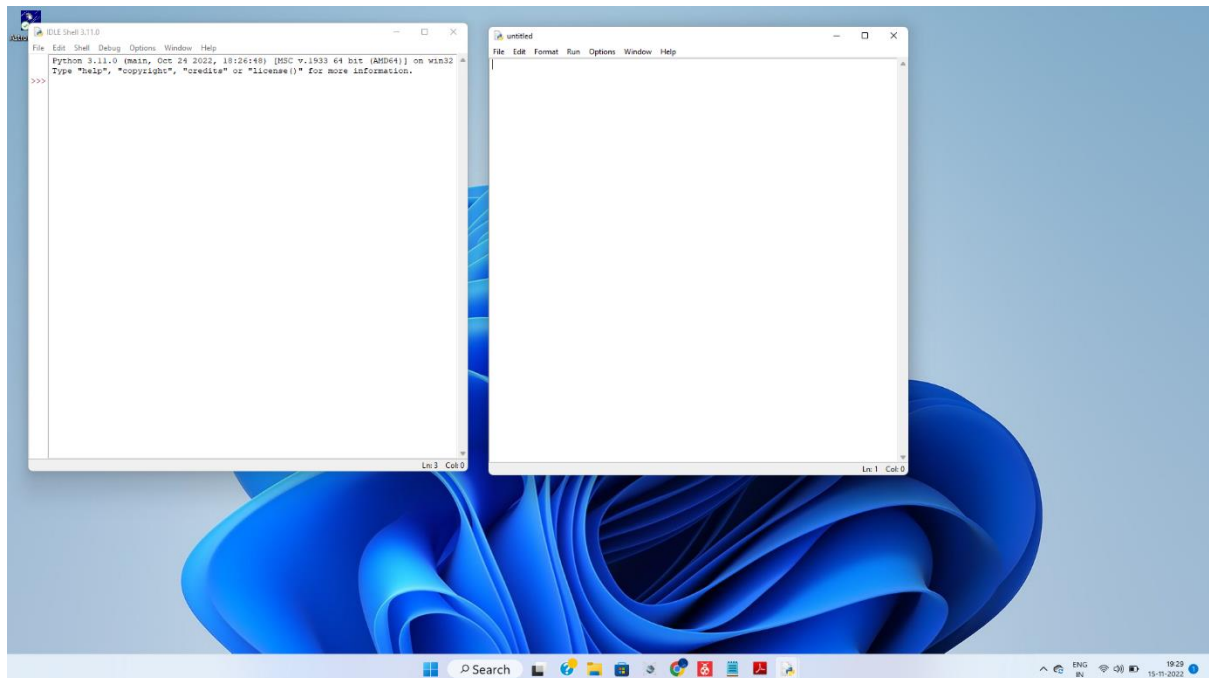 IDLE Shell 3.11.0
File Edit Shell Debug Options Window Help
Python 3.11.0 (main, Oct 24 2022, 18:26:48) [MSC v.1933 64 bit (AMD64)] on win32
Type "help", "copyright", "credits" or "license()" for more information.
>>>
Ln: 3 Col: 0
untitled
File Edit Format Run Options Window Help
Ln: 1 Col: 0
Search
ENG
IN
19:29
15-11-2022
1